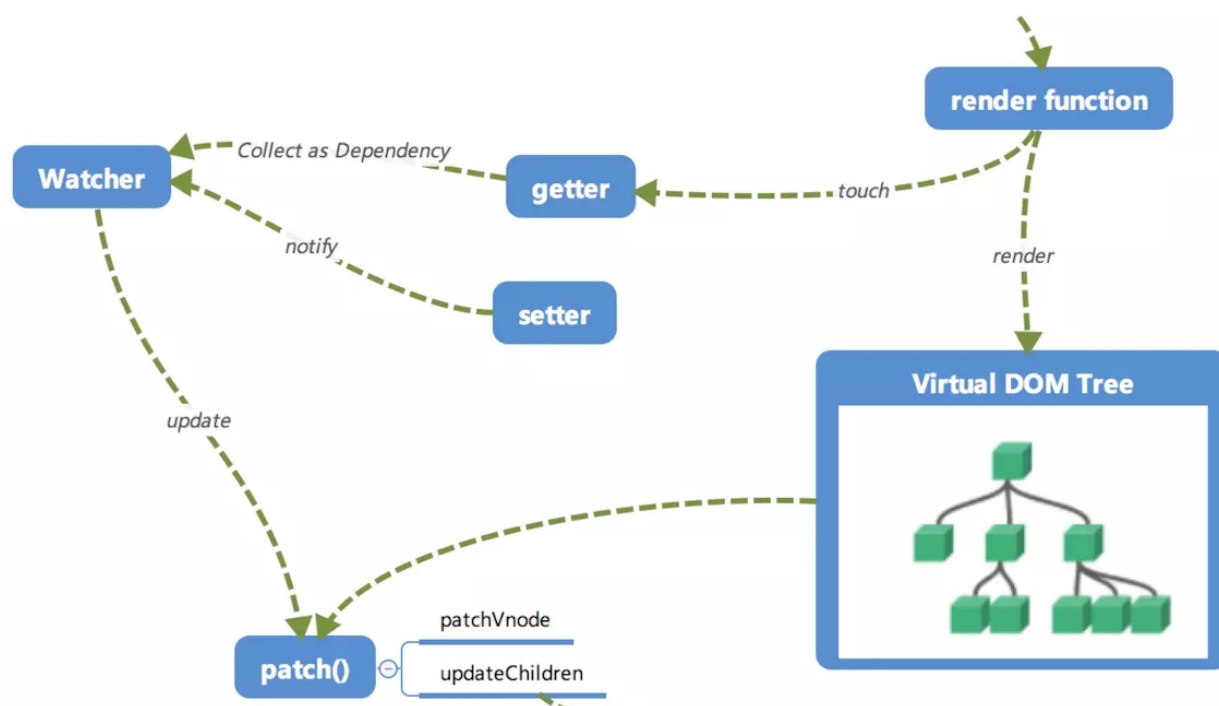 render function
Collect as Dependency
Watcher
getter
touch
notify
render
setter
Virtual DOM Tree
update
patchVnode
patch()
updateChildren